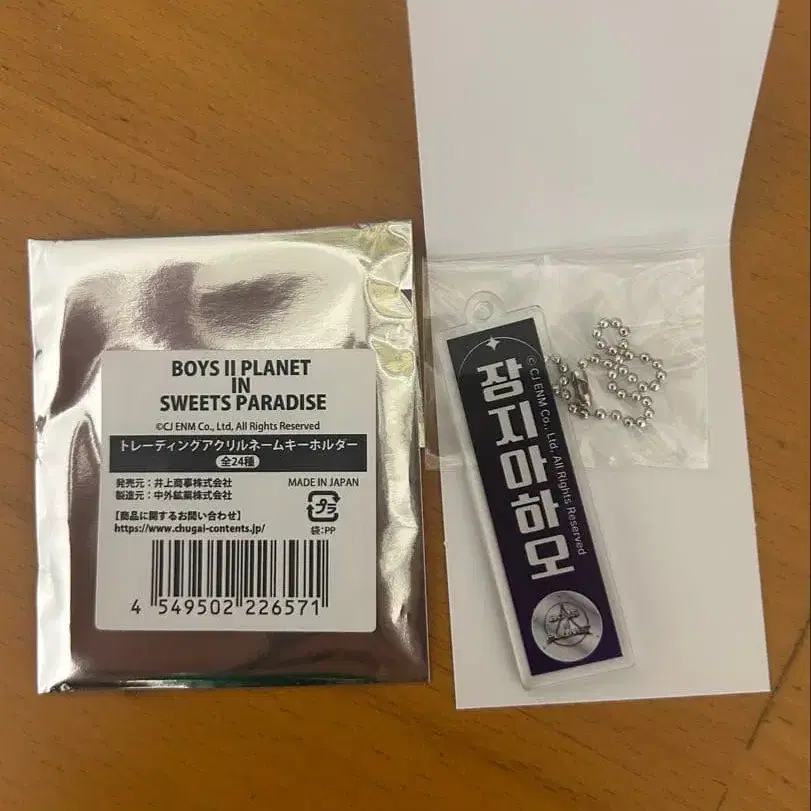 BOYS II PLANET
IN
SWEETS PARADISE
©CJ ENM Co., Ltd, All Rights Reserved
トレーディングアクリルネームキーホルダー
全24種
発売元：井上商事株式会社
製造元：中外鉱業株式会社
MADE IN JAPAN
プラ
袋:PP
【商品に関するお問い合わせ】
https://www.chugai-contents.jp/
4 549502 226571
잠지아하오
© CJ ENM Co., Ltd, All Rights Reserved
BOYS
II PLANET